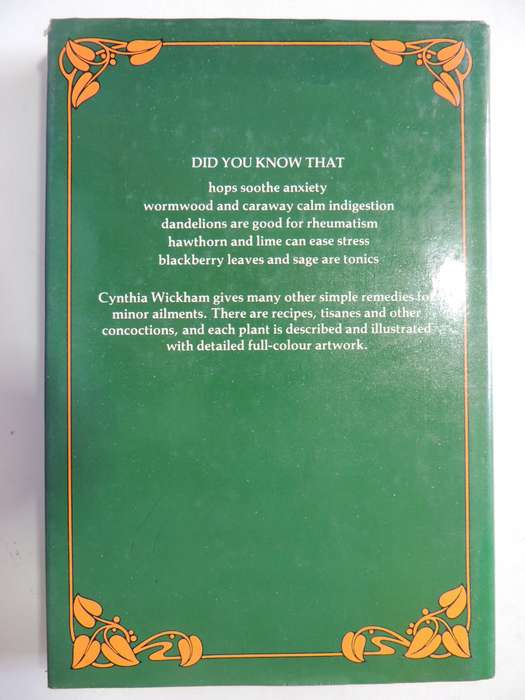 DID YOU KNOW THAT
hops soothe anxiety
wormwood and caraway calm indigestion
dandelions are good for rheumatism
hawthorn and lime can ease stress
blackberry leaves and sage are tonics
Cynthia Wickham gives many other simple remedies for
minor ailments. There are recipes, tisanes and other
concoctions, and each plant is described and illustrated
with detailed full-colour artwork.